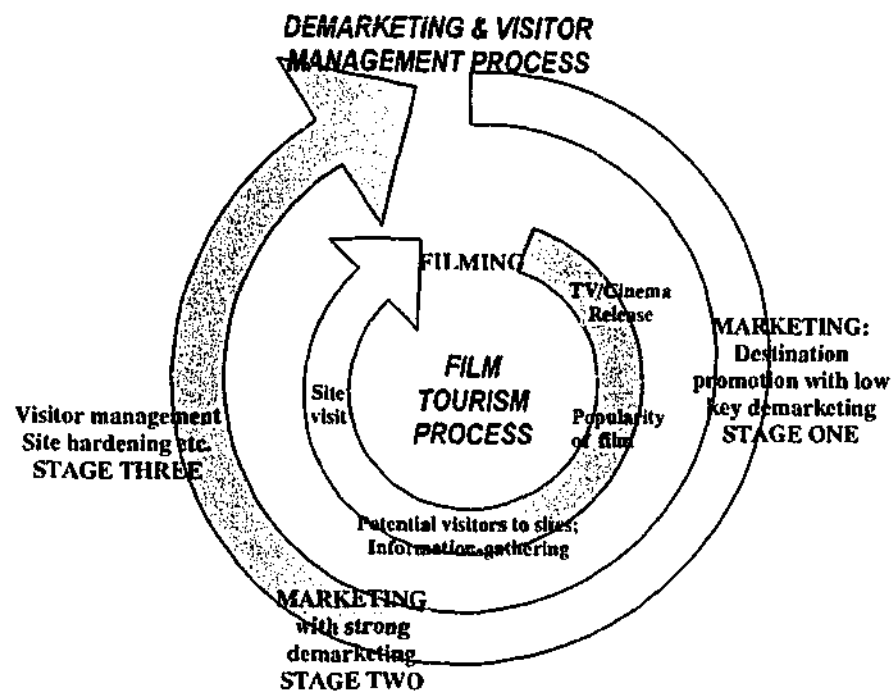 DEMARKETING & VISITOR
MANAGEMENT PROCESS
FILMING
TV/Cinema
Release
MARKETING:
Destination
promotion with low
key demarketing
STAGE ONE
FILM
TOURISM
PROCESS
Site
visit
Popularity
of film
Visitor management
Site hardening etc.
STAGE THREE
Potential visitors to sites;
Information gathering
MARKETING
with strong
demarketing
STAGE TWO